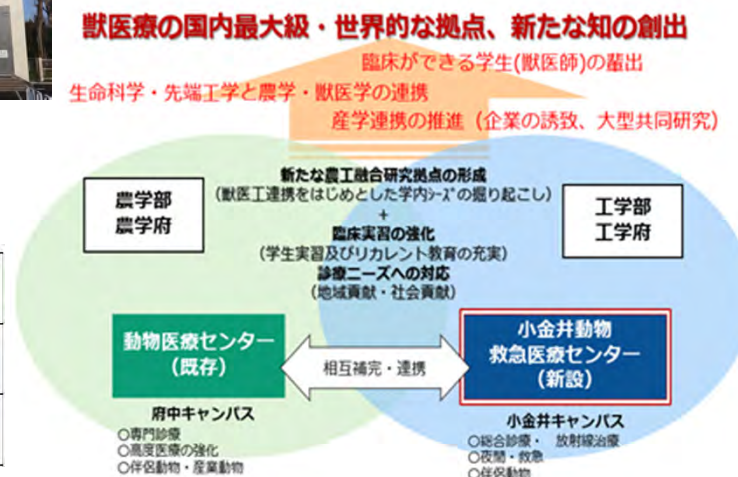 獣医療の国内最大級・世界的な拠点、新たな知の創出
臨床ができる学生(獣医師)の輩出
生命科学・先端工学と農学・獣医学の連携
産学連携の推進（企業の誘致、大型共同研究）
新たな農工融合研究拠点の形成
（獣医工連携をはじめとした学内ｼｰｽﾞの掘り起こし）
+
臨床実習の強化
（学生実習及びリカレント教育の充実）
診療ニーズへの対応
（地域貢献・社会貢献）
農学部
農学府
工学部
工学府
動物医療センター
（既存）
相互補完・連携
小金井動物
救急医療センター
（新設）
府中キャンパス
○専門診療
○高度医療の強化
○伴侶動物・産業動物
小金井キャンパス
○総合診療・　放射線治療
○夜間・救急
○伴侶動物